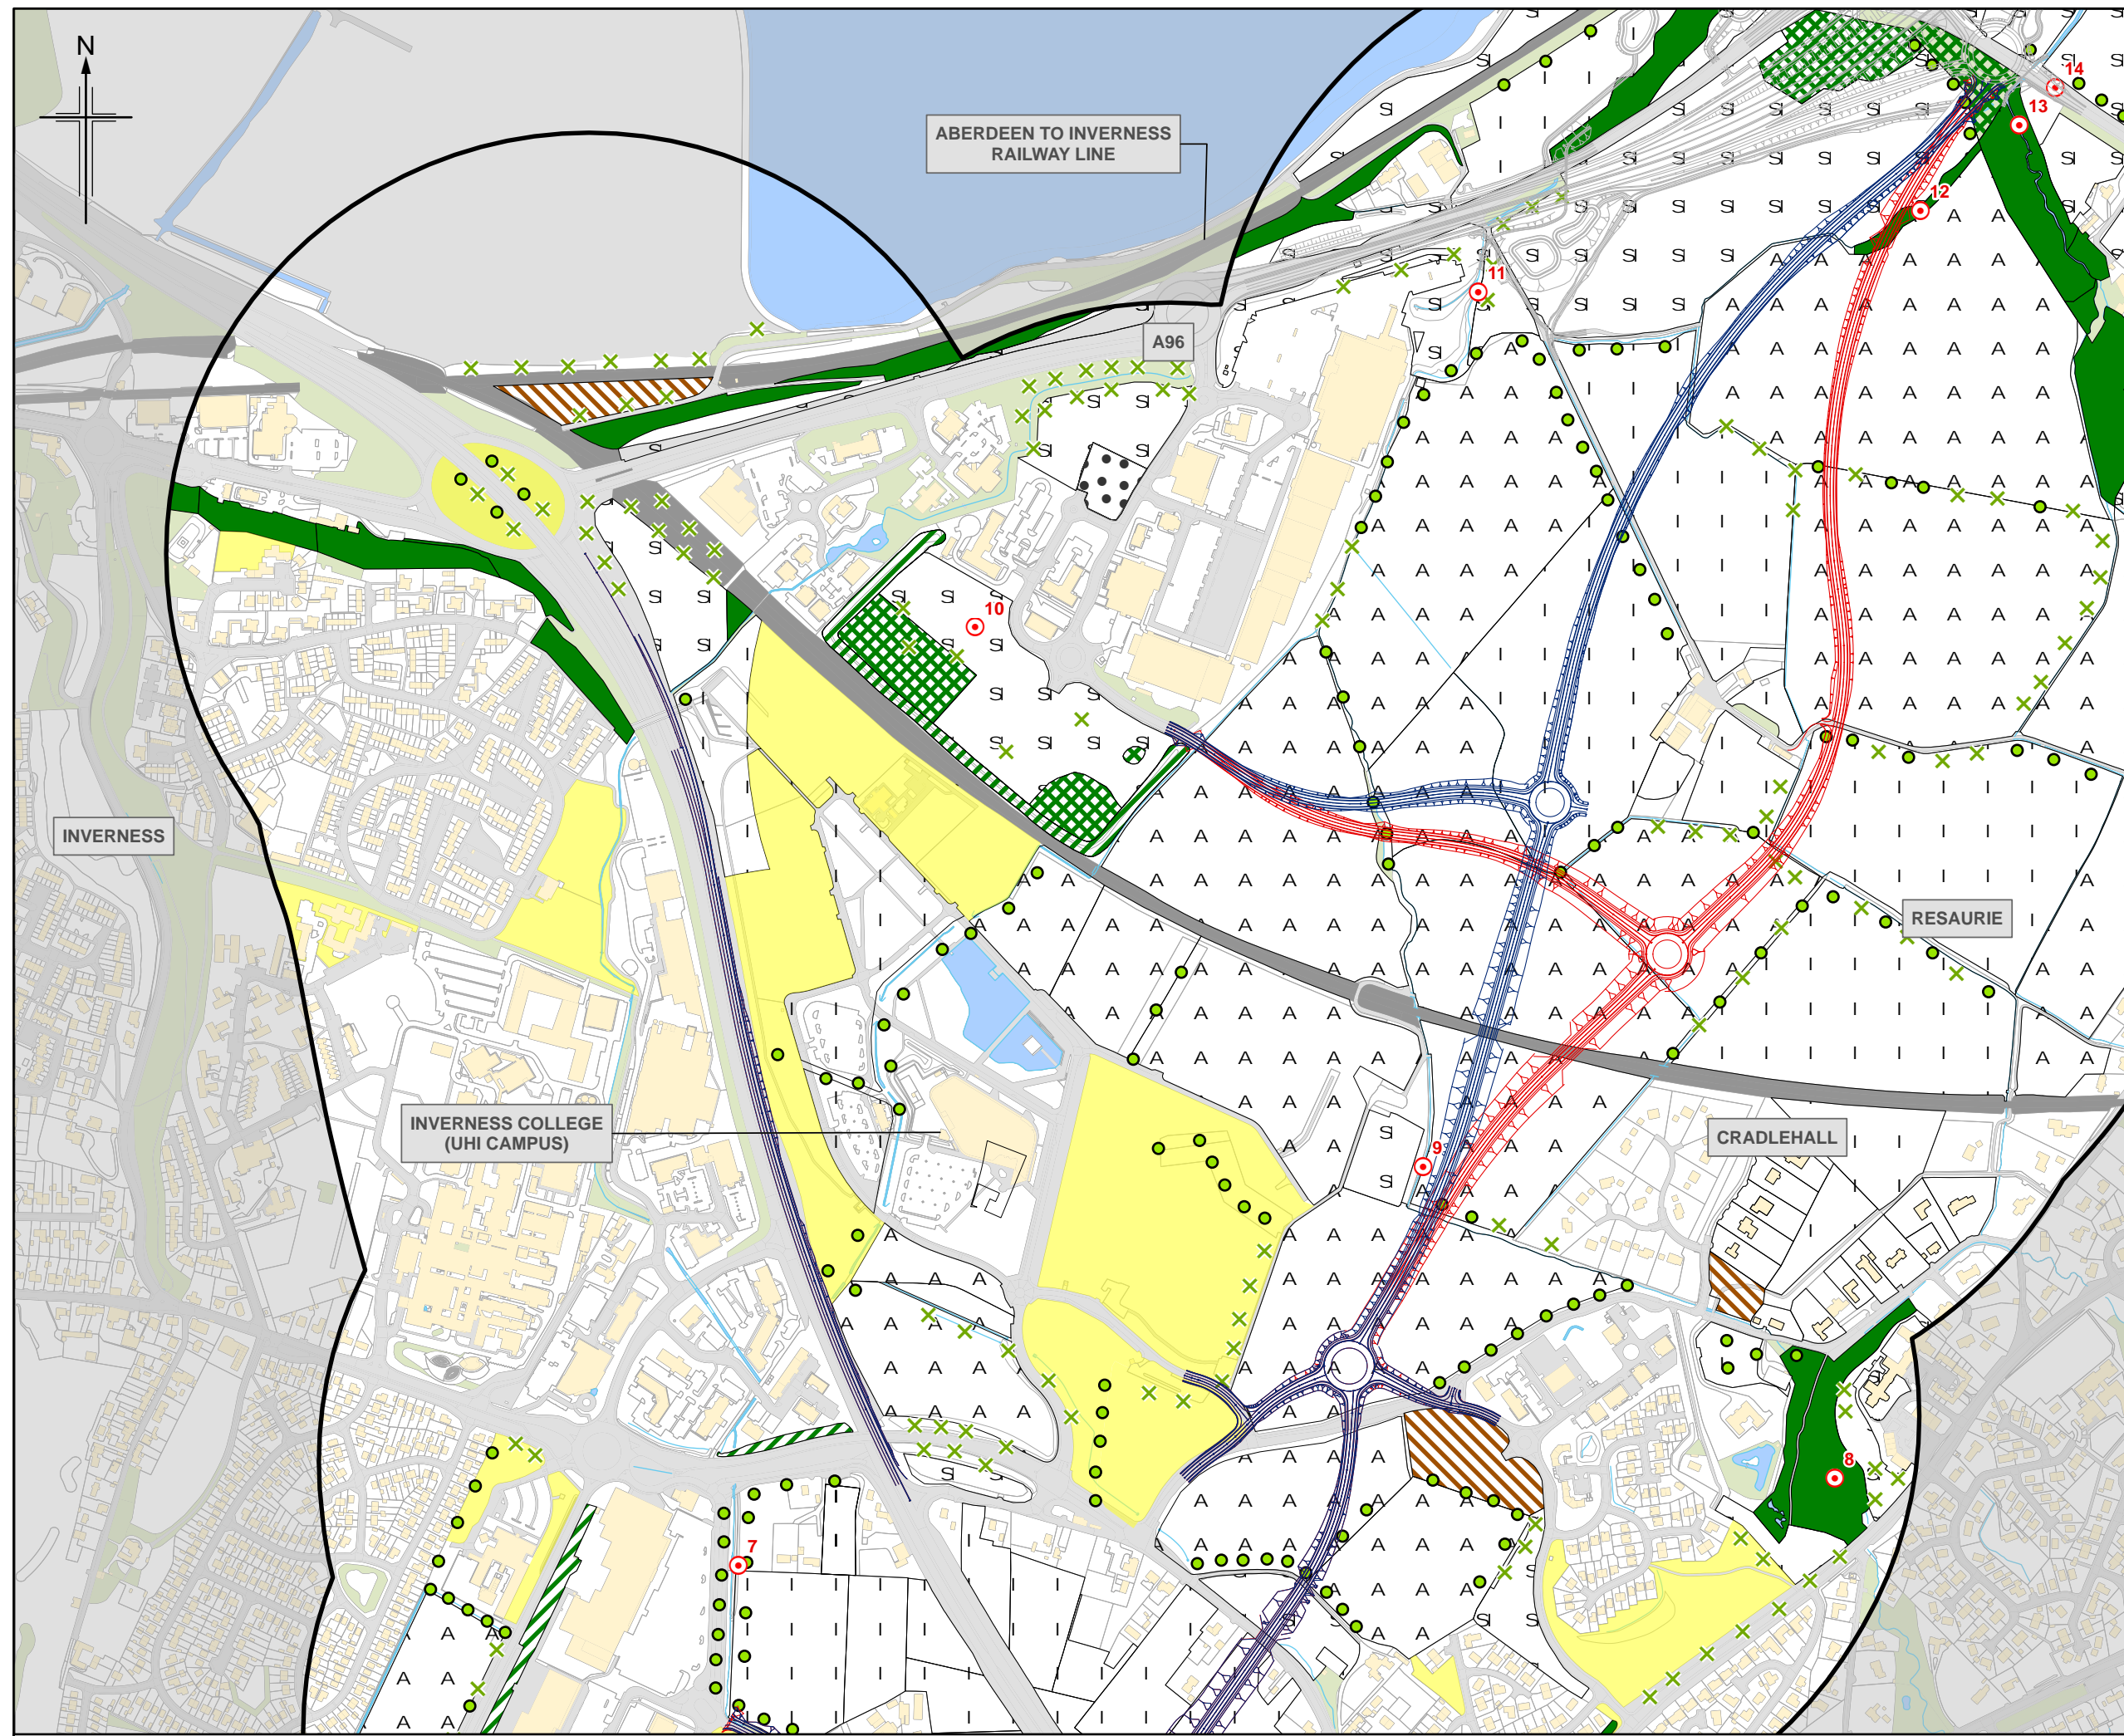 N
ABERDEEN TO INVERNESS
RAILWAY LINE
14
13
12
11
A96
10
INVERNESS
RESAURIE
INVERNESS COLLEGE
(UHI CAMPUS)
CRADLEHALL
9
8
7